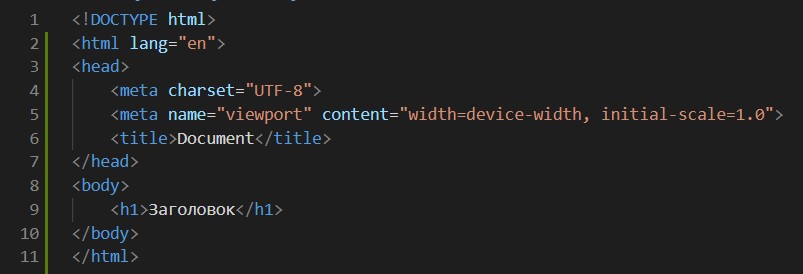 1 <!DOCTYPE html>
2 <html lang="en">
3 <head>
4 <meta charset="UTF-8">
5 <meta name="viewport" content="width=device-width, initial-scale=1.0">
6 <title>Document</title>
7 </head>
8 <body>
9 <h1>Заголовок</h1>
10 </body>
11 </html>